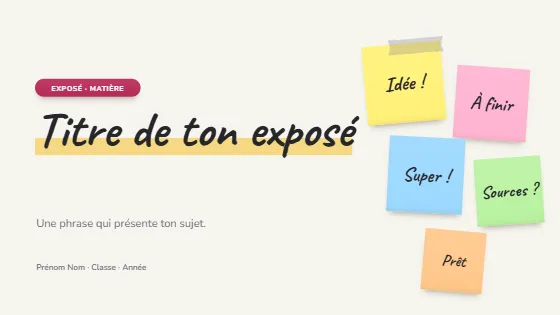 EXPOSÉ · MATIÈRE
Titre de ton exposé
Une phrase qui présente ton sujet.
Prénom Nom · Classe · Année
Idée !
À finir
Super !
Sources ?
Prêt